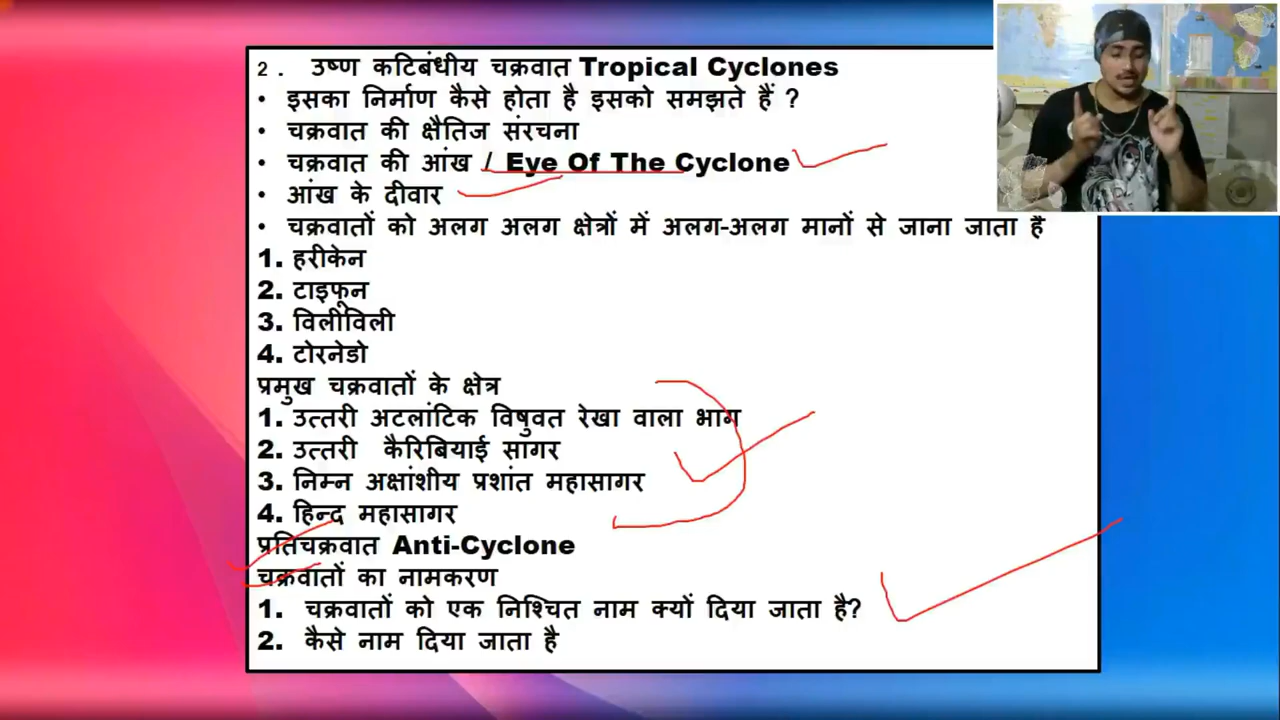 2 . उष्ण कटिबंधीय चक्रवात Tropical Cyclones
• इसका निर्माण कैसे होता है इसको समझते हैं ?
• चक्रवात की क्षैतिज संरचना
• चक्रवात की आंख / Eye Of The Cyclone
• आंख के दीवार
• चक्रवातों को अलग अलग क्षेत्रों में अलग-अलग मानों से जाना जाता है
1. हरीकेन
2. टाइफून
3. विलीविली
4. टोरनेडो
प्रमुख चक्रवातों के क्षेत्र
1. उत्तरी अटलांटिक विषुवत रेखा वाला भाग
2. उत्तरी कैरिबियाई सागर
3. निम्न अक्षांशीय प्रशांत महासागर
4. हिन्द महासागर
प्रतिचक्रवात Anti-Cyclone
चक्रवातों का नामकरण
1. चक्रवातों को एक निश्चित नाम क्यों दिया जाता है?
2. कैसे नाम दिया जाता है